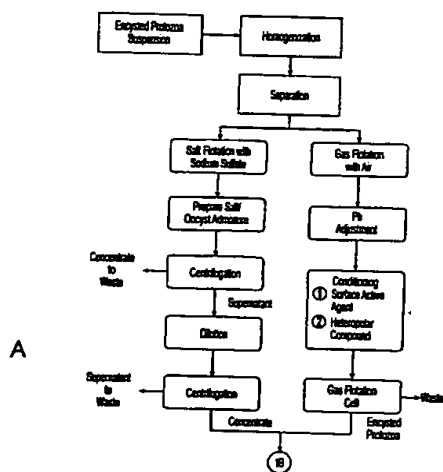 Encysted Protozoa
Suspension
Homogenization
Separation
Salt Flotation with
Sodium Sulfate
Gas Flotation
with Air
Prepare Salt/
Oocyst Admixture
Ph
Adjustment
Concentrate
to
Waste
Centrifugation
Conditioning
1 Surface Active
Agent
2 Heteropolar
Compound
Supernatant
Dilution
A
Supernatant
to
Waste
Centrifugation
Gas Flotation
Cell
Waste
Concentrate
Encysted
Protozoa
1B